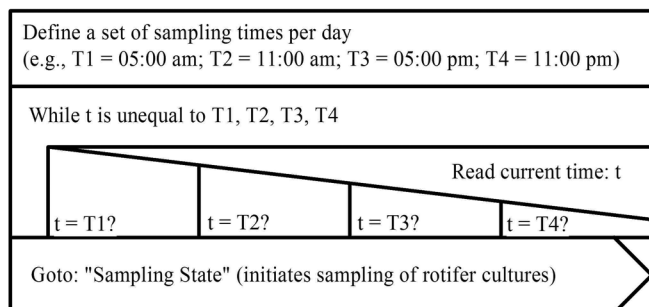 Define a set of sampling times per day
(e.g., T1 = 05:00 am; T2 = 11:00 am; T3 = 05:00 pm; T4 = 11:00 pm)
While t is unequal to T1, T2, T3, T4
Read current time: t
t = T1?
t = T2?
t = T3?
t = T4?
Goto: "Sampling State" (initiates sampling of rotifer cultures)